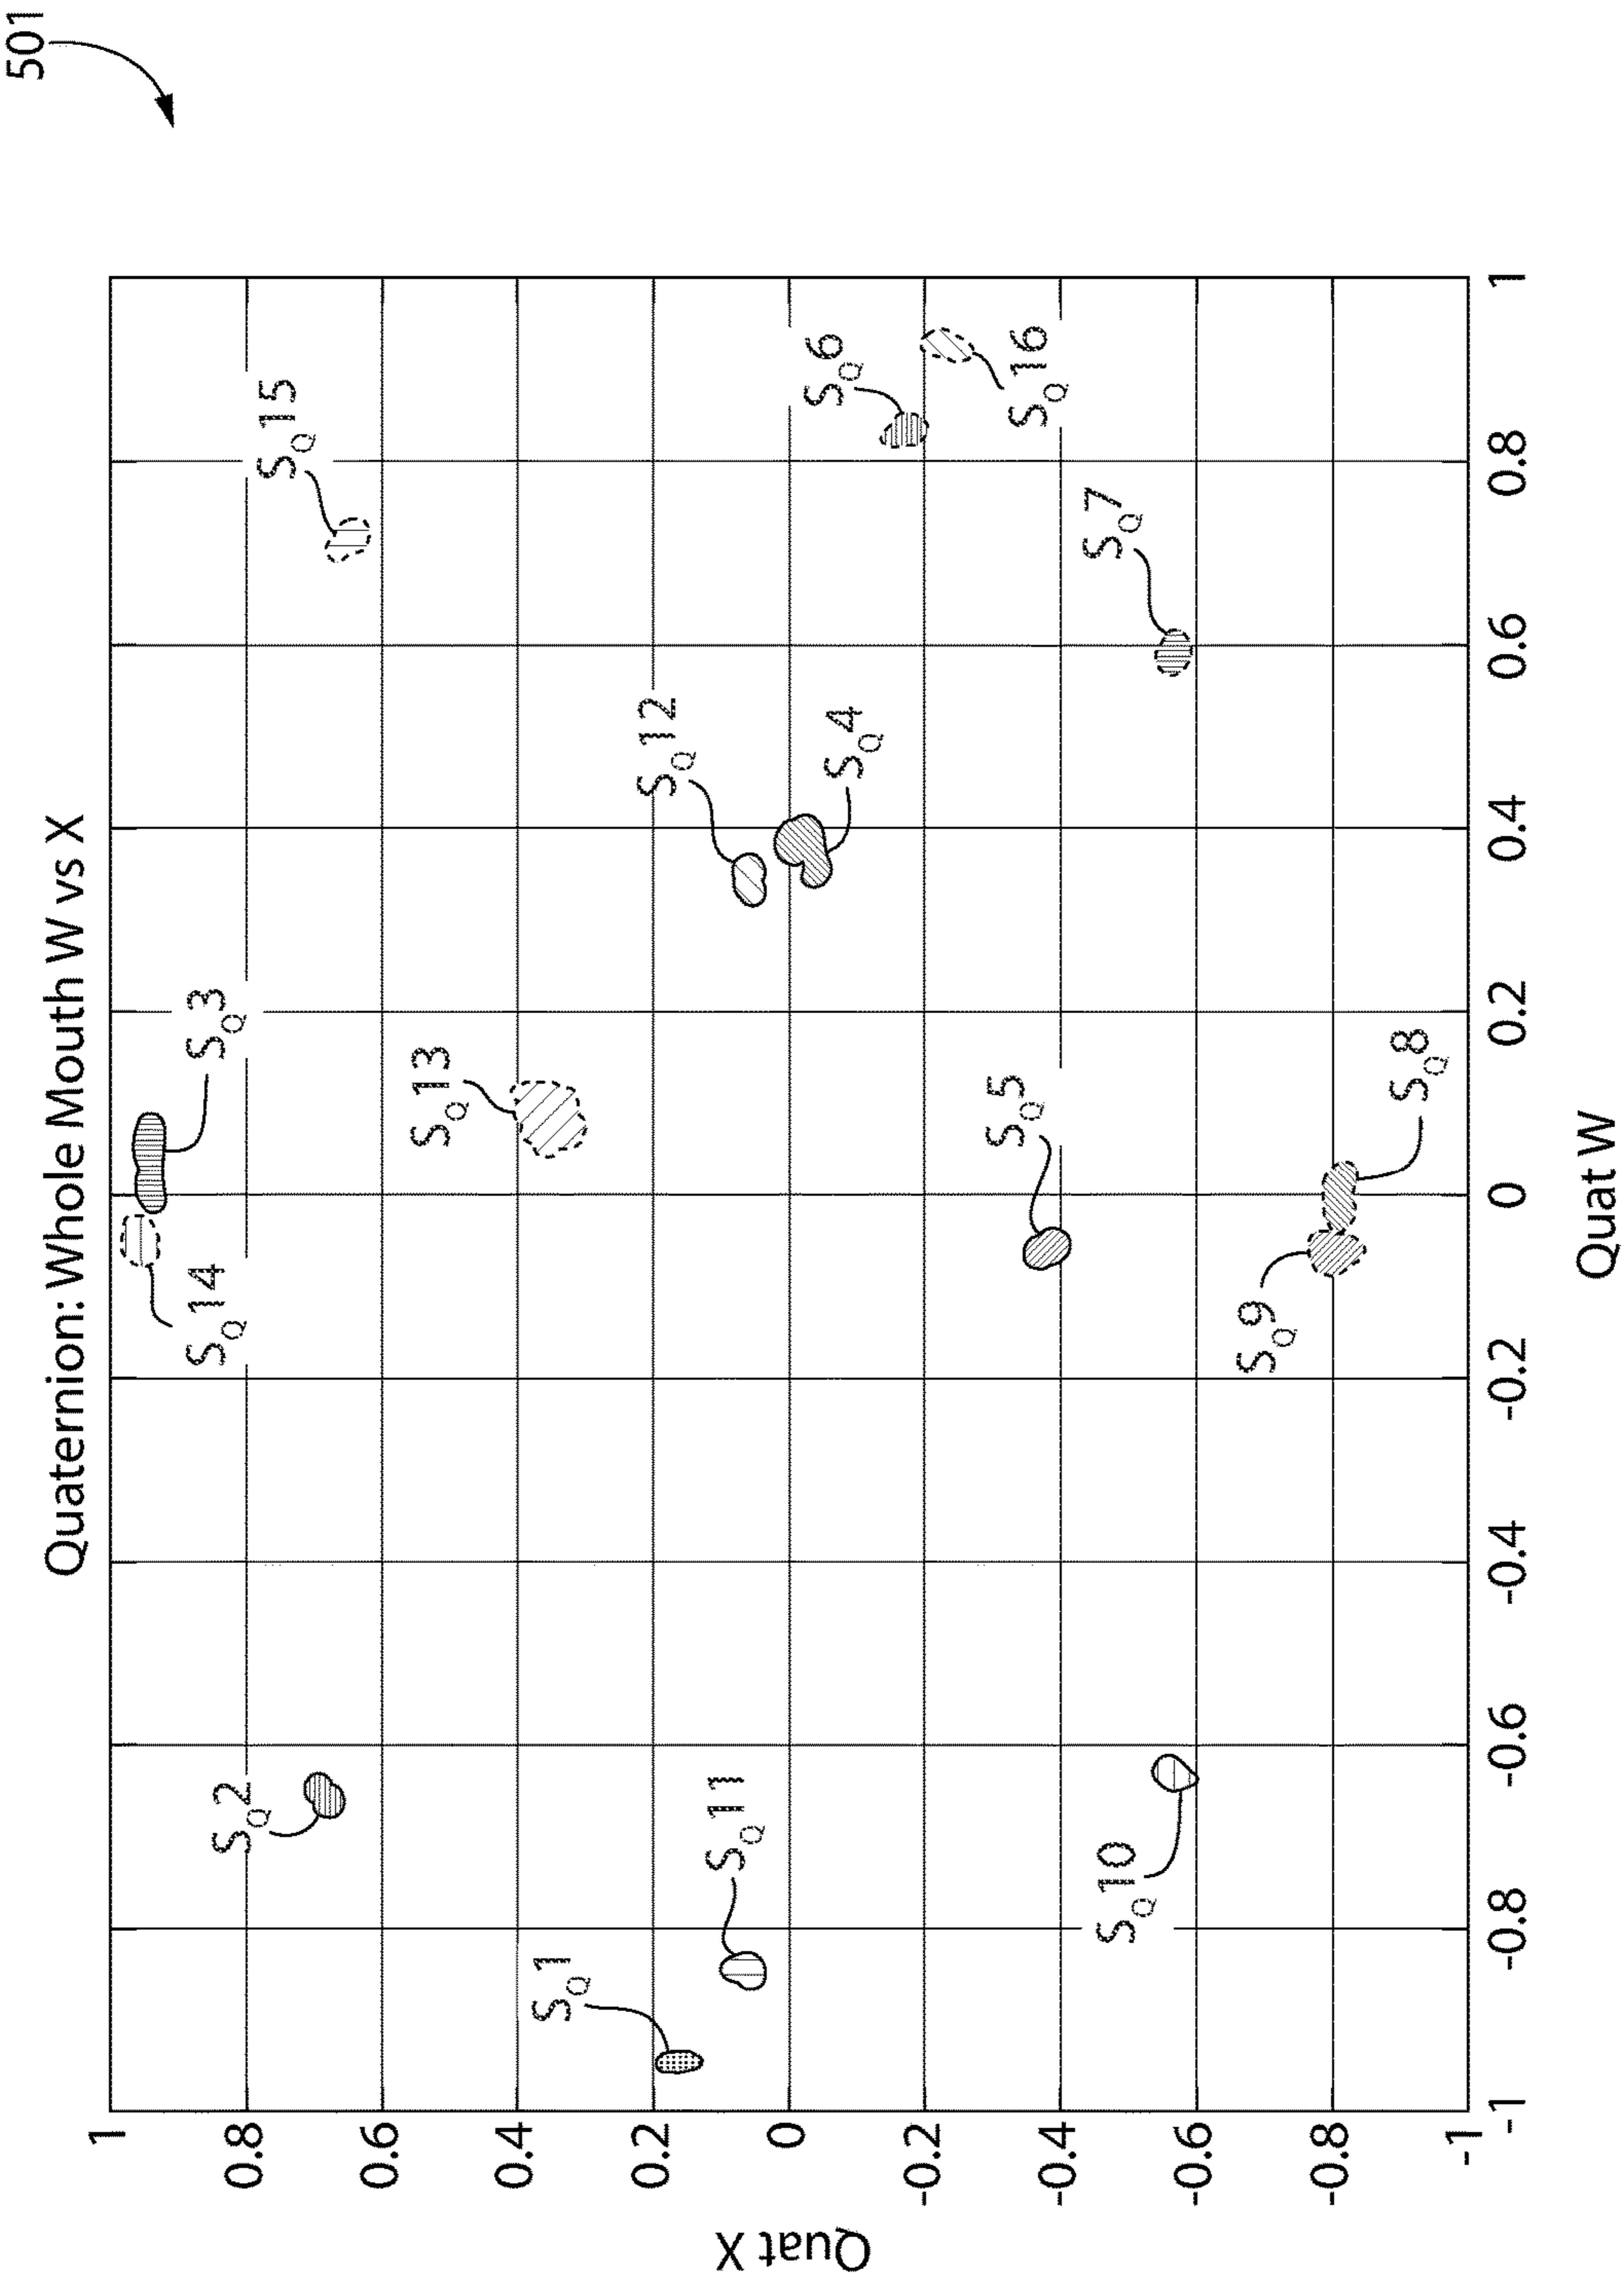 501
Quaternion: Whole Mouth W vs X
Quat X
1
0.8
0.6
0.4
0.2
0
-0.2
-0.4
-0.6
-0.8
-1
SQ14
SQ3
SQ2
SQ15
SQ13
SQ1
SQ12
SQ11
SQ6
SQ4
SQ5
SQ16
SQ7
SQ10
SQ9
SQ8
-1
-0.8
-0.6
-0.4
-0.2
0
0.2
0.4
0.6
0.8
1
Quat W